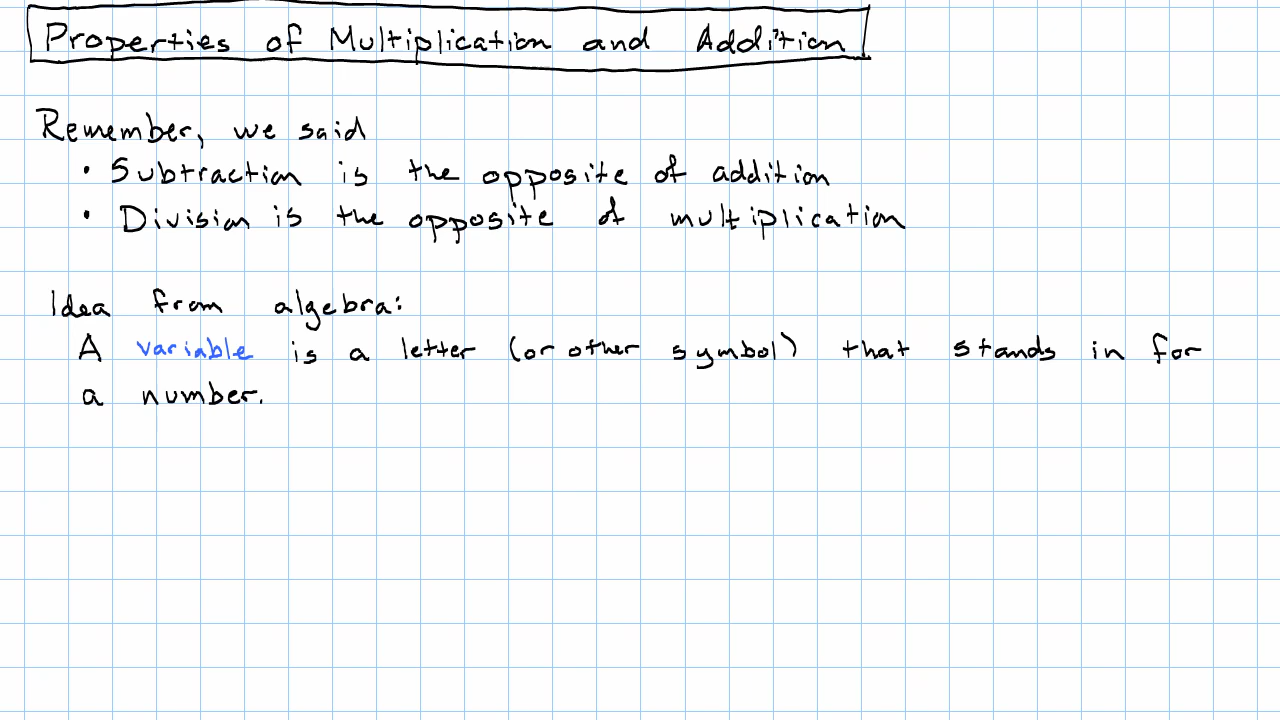 Properties of Multiplication and Addition
Remember, we said
• Subtraction is the opposite of addition
• Division is the opposite of multiplication
Idea from algebra:
A variable is a letter (or other symbol) that stands in for
a number.